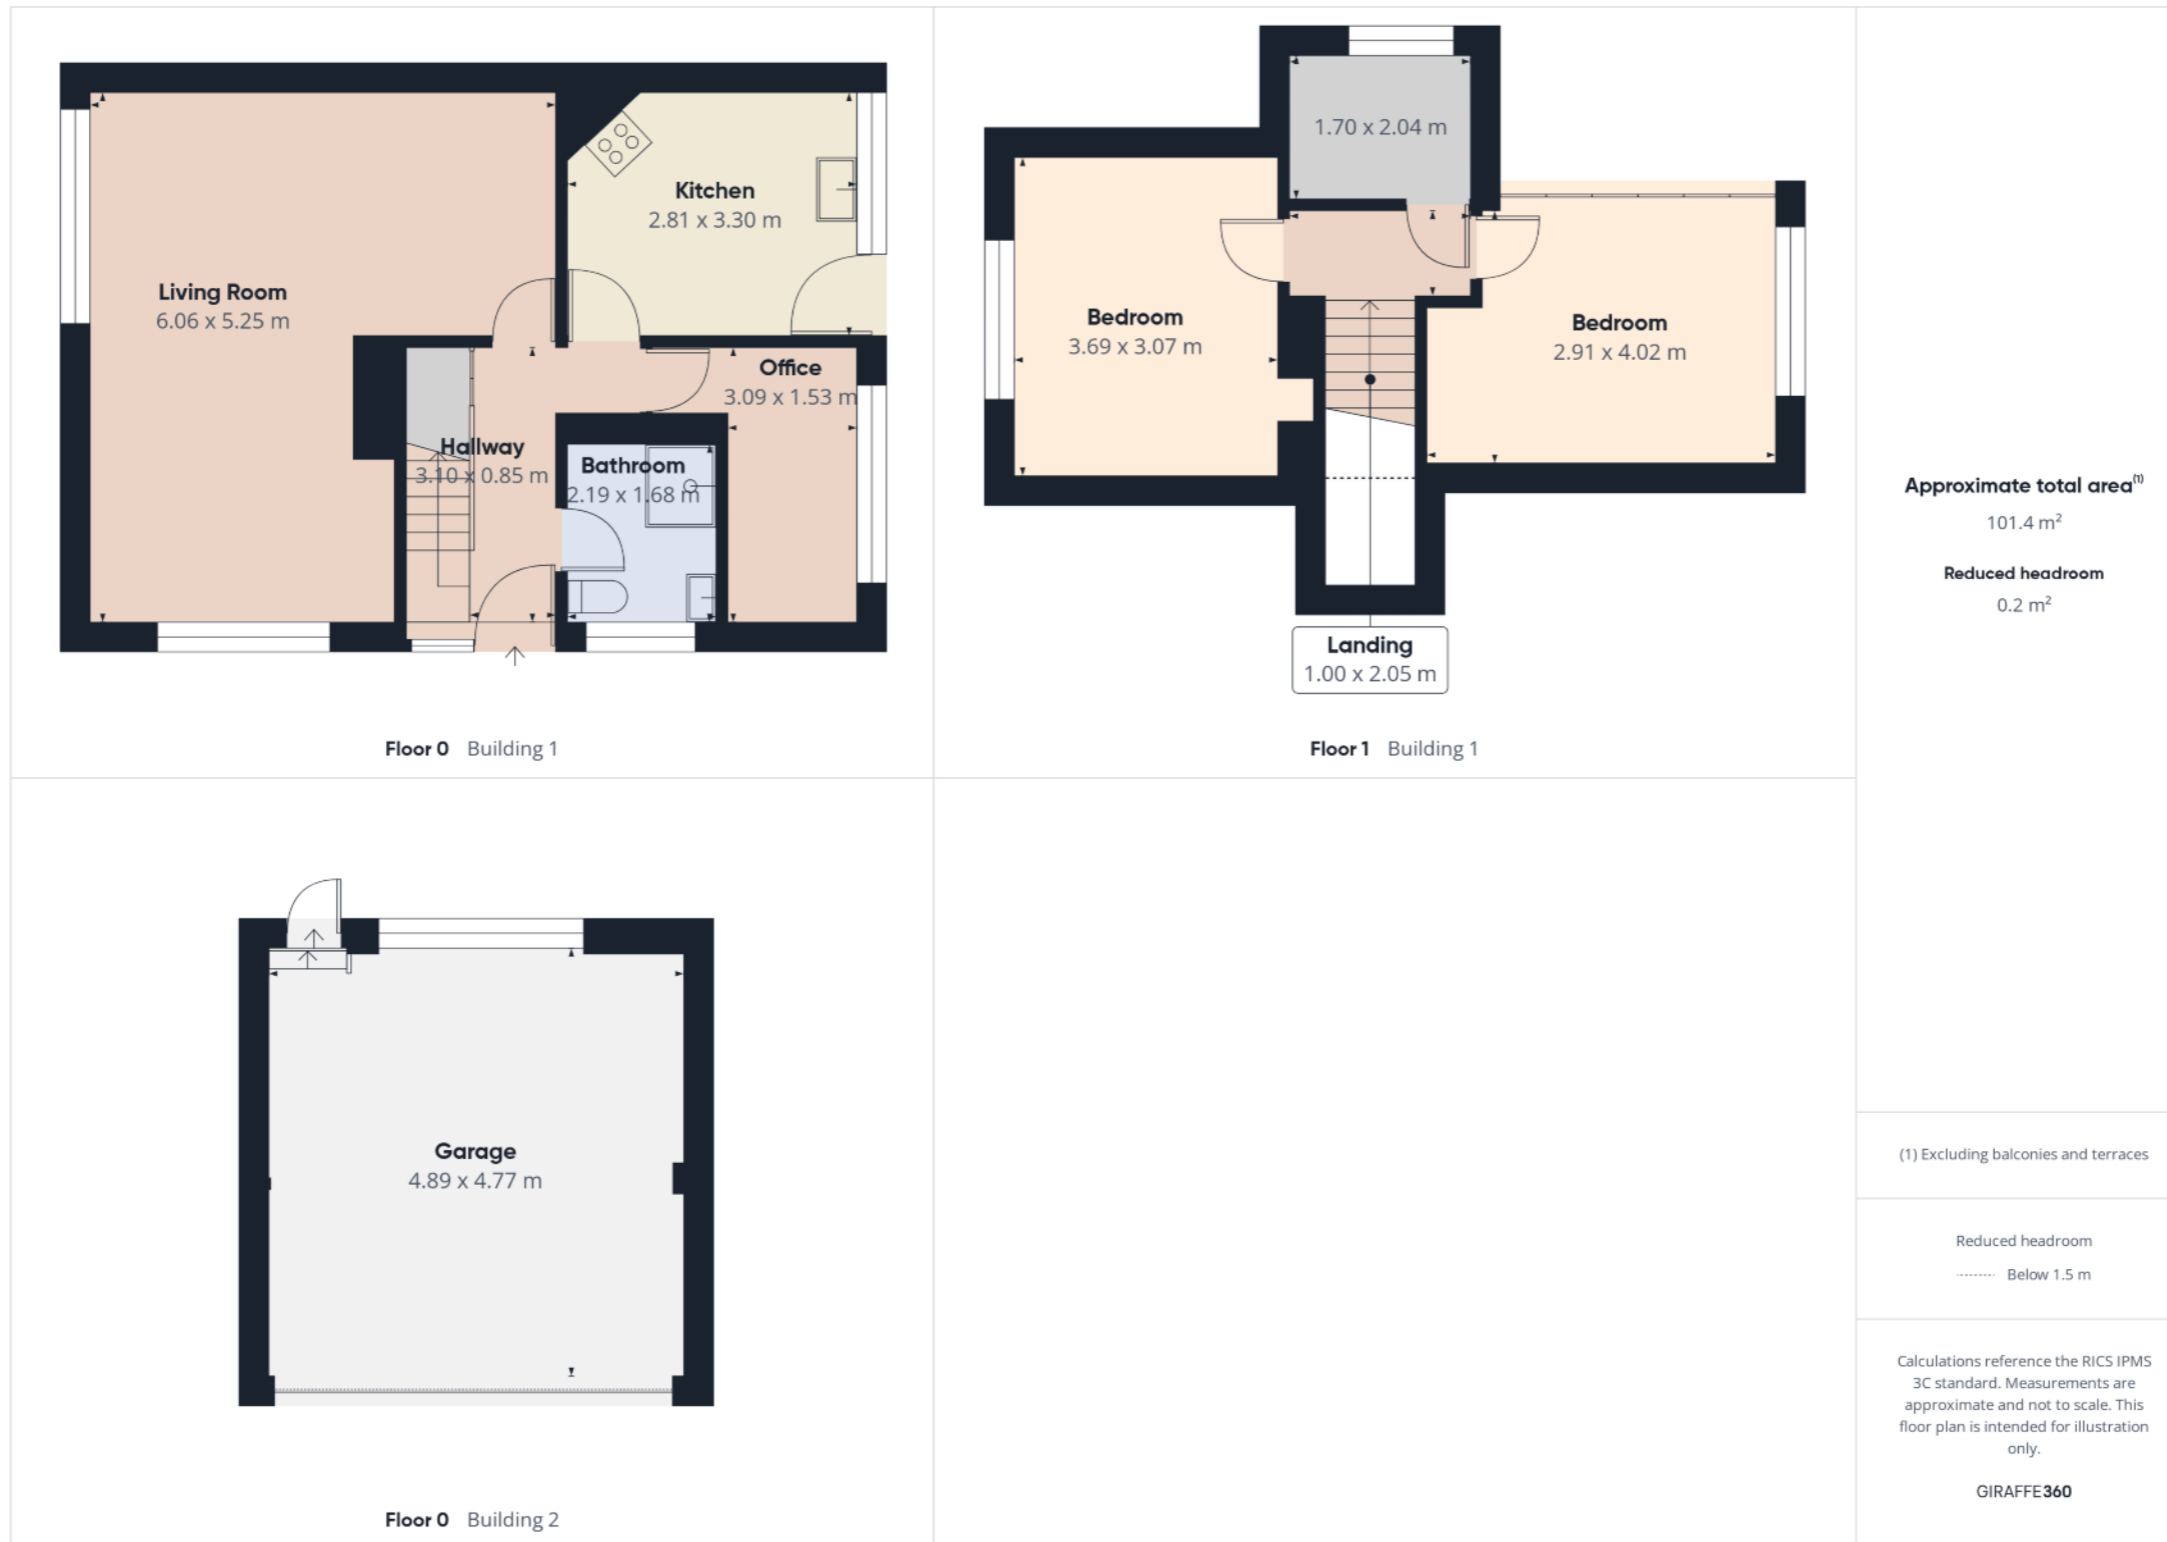 Living Room
6.06 x 5.25 m
Kitchen
2.81 x 3.30 m
Office
3.09 x 1.53 m
Hallway
3.10 x 0.85 m
Bathroom
2.19 x 1.68 m
Floor 0 Building 1
1.70 x 2.04 m
Bedroom
3.69 x 3.07 m
Bedroom
2.91 x 4.02 m
Landing
1.00 x 2.05 m
Floor 1 Building 1
Garage
4.89 x 4.77 m
Floor 0 Building 2
Approximate total area(1)
101.4 m²
Reduced headroom
0.2 m²
(1) Excluding balconies and terraces
Reduced headroom
Below 1.5 m
Calculations reference the RICS IPMS
3C standard. Measurements are
approximate and not to scale. This
floor plan is intended for illustration
only.
GIRAFFE360